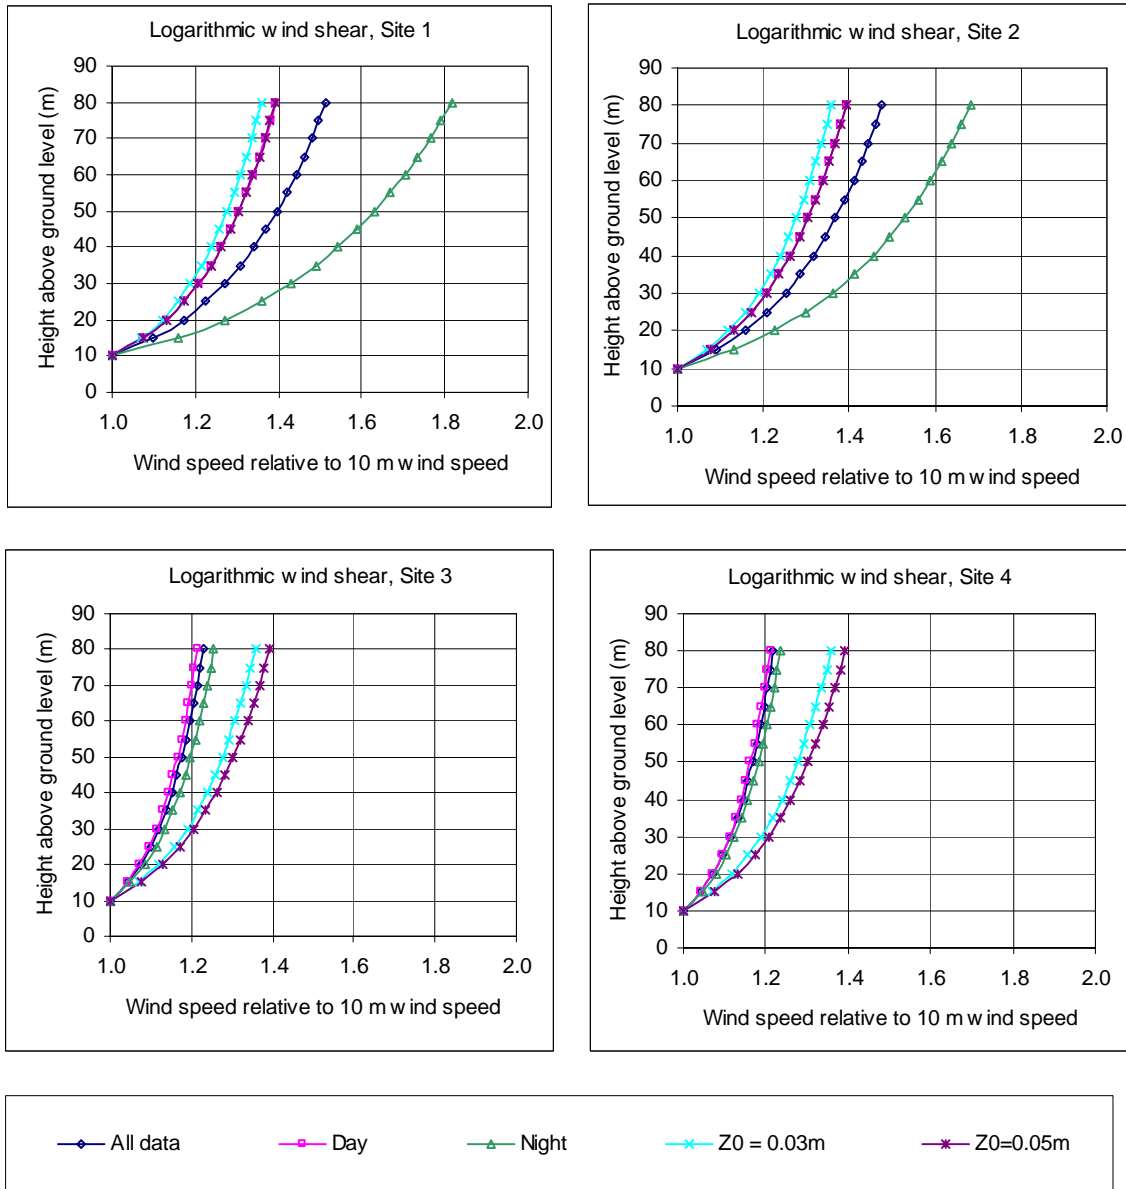 Logarithmic wind shear, Site 1
Height above ground level (m)
90
80
70
60
50
40
30
20
10
0
1.0 1.2 1.4 1.6 1.8 2.0
Wind speed relative to 10 m wind speed
Logarithmic wind shear, Site 2
Height above ground level (m)
90
80
70
60
50
40
30
20
10
0
1.0 1.2 1.4 1.6 1.8 2.0
Wind speed relative to 10 m wind speed
Logarithmic wind shear, Site 3
Height above ground level (m)
90
80
70
60
50
40
30
20
10
0
1.0 1.2 1.4 1.6 1.8 2.0
Wind speed relative to 10 m wind speed
Logarithmic wind shear, Site 4
Height above ground level (m)
90
80
70
60
50
40
30
20
10
0
1.0 1.2 1.4 1.6 1.8 2.0
Wind speed relative to 10 m wind speed
All data Day Night Z0 = 0.03m Z0=0.05m